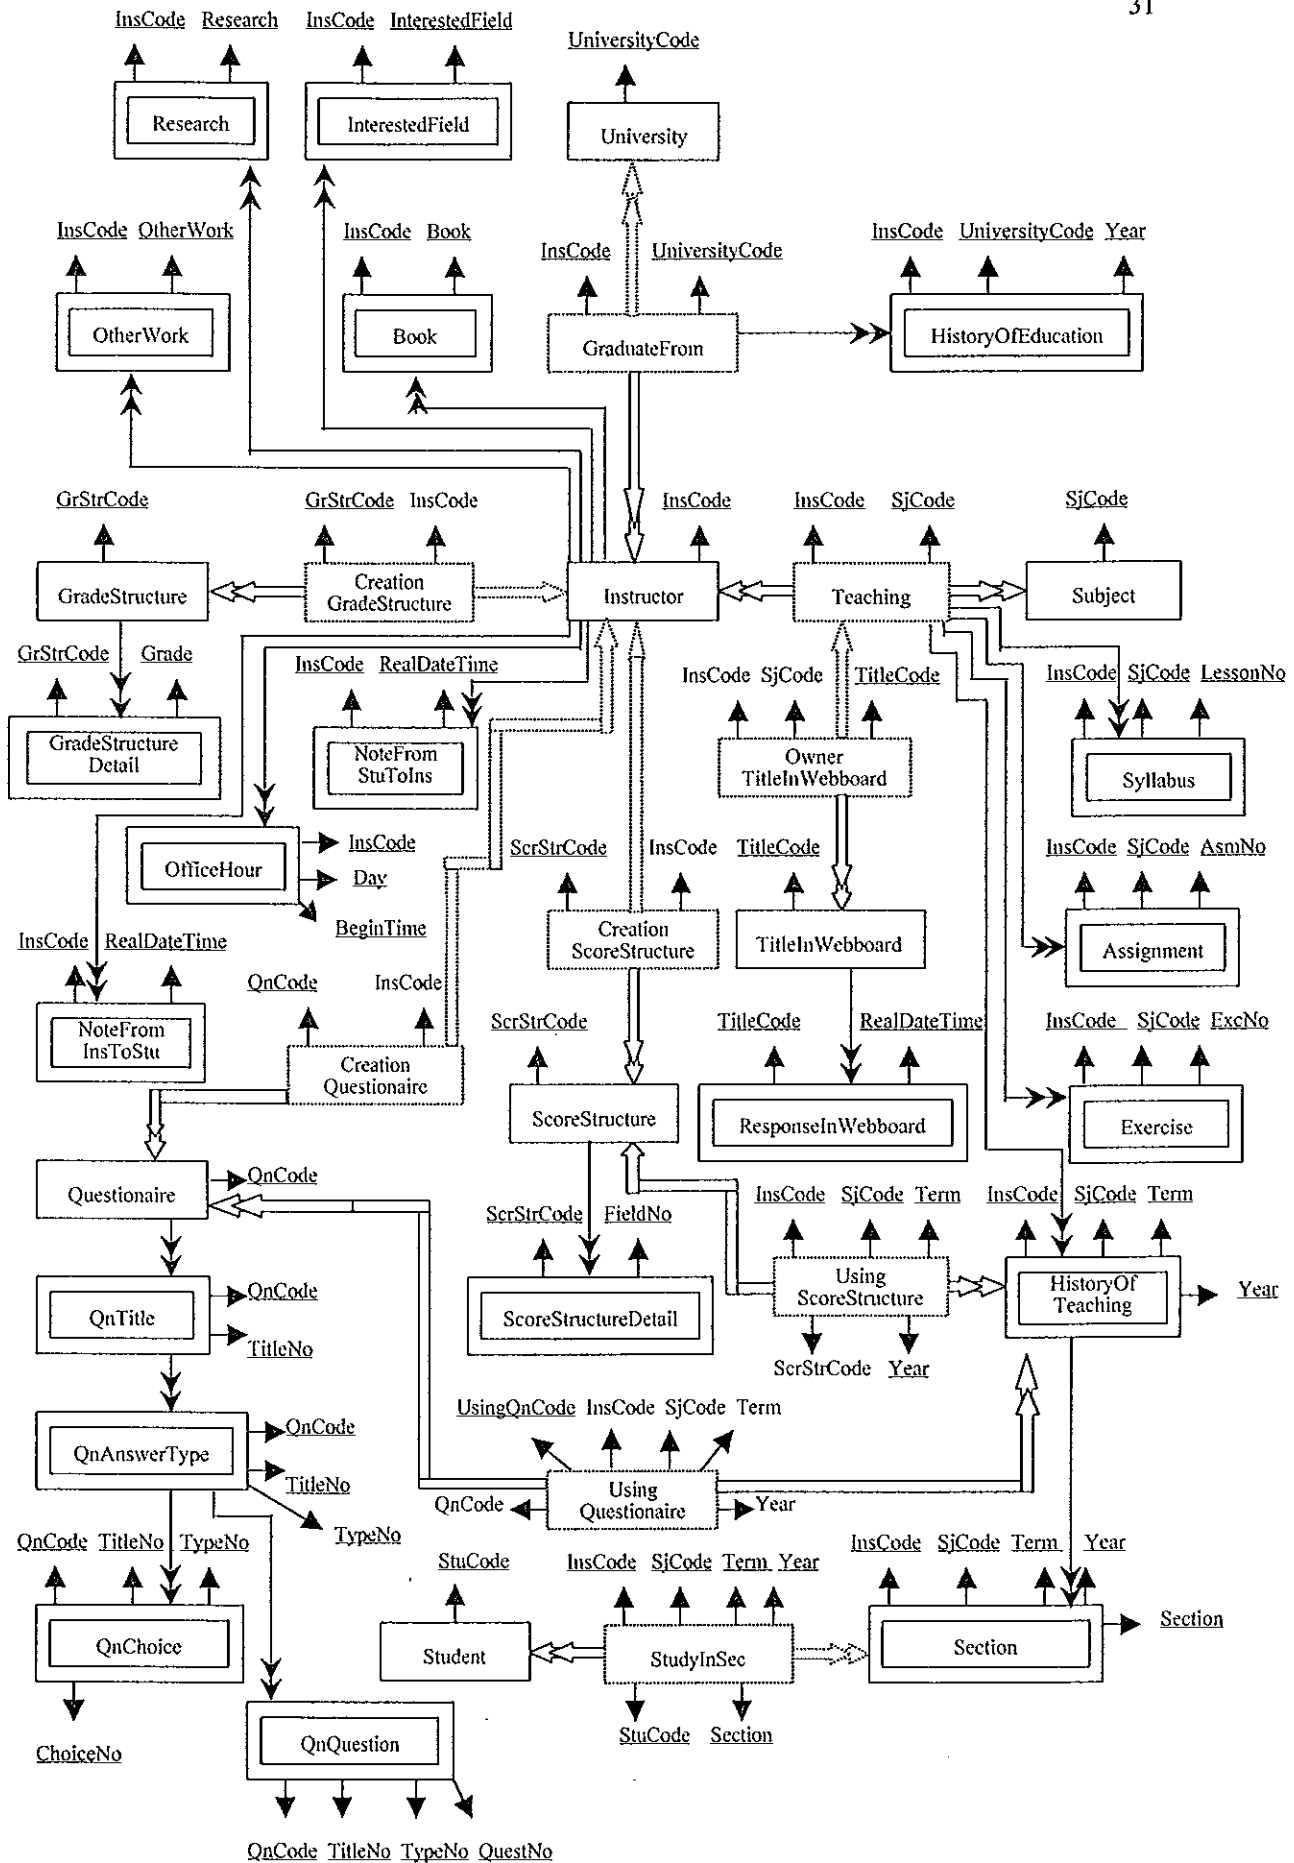 31
InsCode Research InsCode InterestedField
UniversityCode
Research InterestedField University
InsCode OtherWork InsCode Book
InsCode UniversityCode
InsCode UniversityCode Year
OtherWork Book GraduateFrom HistoryOfEducation
GrStrCode GrStrCode InsCode InsCode InsCode SjCode SjCode
GradeStructure
Creation
GradeStructure
Instructor Teaching Subject
GrStrCode Grade
InsCode RealDateTime
InsCode SjCode TitleCode
InsCode SjCode LessonNo
GradeStructure
Detail
NoteFrom
StuToIns
Owner
TitleInWebboard
Syllabus
OfficeHour
InsCode
Day
BeginTime
ScrStrCode InsCode
TitleCode
InsCode SjCode AsmNo
Creation
ScoreStructure
TitleInWebboard
Assignment
InsCode RealDateTime
QnCode InsCode
NoteFrom
InsToStu
Creation
Questionaire
ScrStrCode
TitleCode RealDateTime
InsCode SjCode ExcNo
ScoreStructure
ResponseInWebboard
Exercise
Questionaire
QnCode
ScrStrCode FieldNo
InsCode SjCode Term
InsCode SjCode Term
QnTitle
QnCode
TitleNo
ScoreStructureDetail
Using
ScoreStructure
HistoryOf
Teaching
Year
ScrStrCode Year
UsingQnCode InsCode SjCode Term
QnAnswerType
QnCode
TitleNo
TypeNo
QnCode
Using
Questionaire
Year
QnCode TitleNo TypeNo
StuCode
InsCode SjCode Term Year
InsCode SjCode Term Year
QnChoice
Student StudyInSec Section
Section
ChoiceNo
StuCode Section
QnQuestion
QnCode TitleNo TypeNo QuestNo